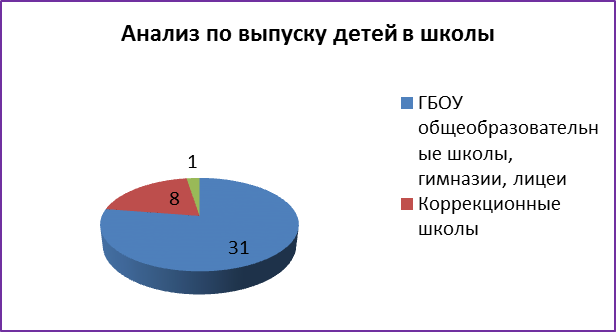 Анализ по выпуску детей в школы
1
8
31
ГБОУ
общеобразовательн
ые школы,
гимназии, лицеи
Коррекционные
школы